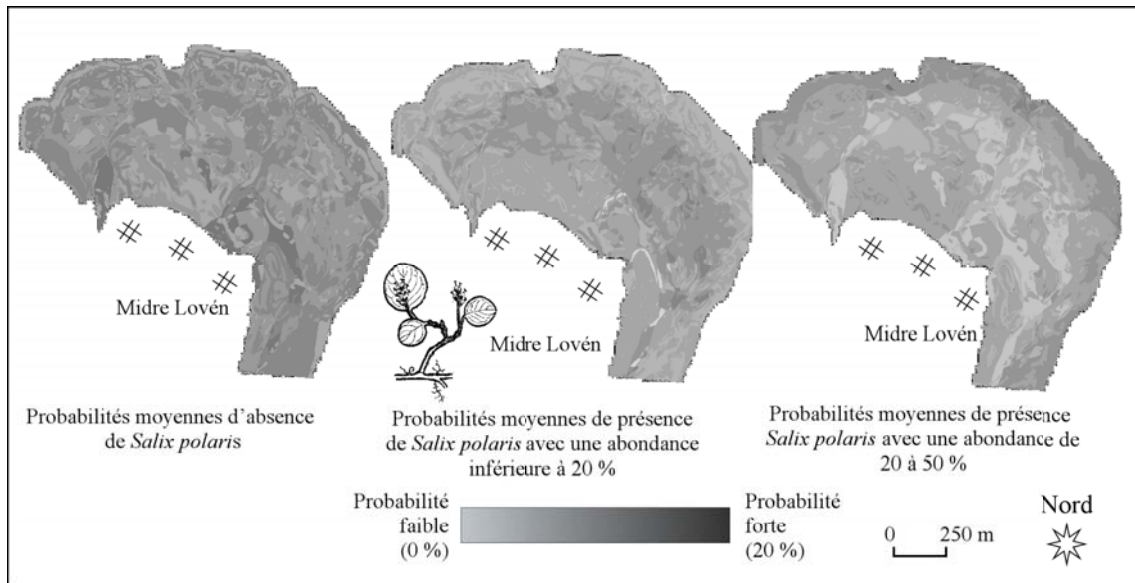 Midre Lovén
Midre Lovén
Midre Lovén
Probabilités moyennes d’absence
de Salix polaris
Probabilités moyennes de présence
de Salix polaris avec une abondance
inférieure à 20 %
Probabilités moyennes de présence
Salix polaris avec une abondance de
20 à 50 %
Probabilité
faible
(0 %)
Probabilité
forte
(20 %)
0 250 m
Nord